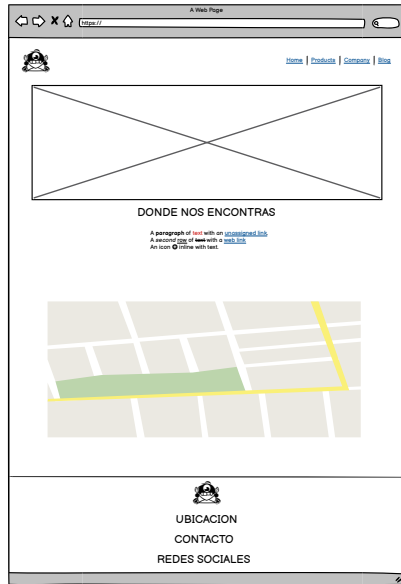 A Web Page
https://
Home | Products | Company | Blog
DONDE NOS ENCONTRAS
A paragraph of text with an unassigned link
A second row of text with a web link
An icon inline with text.
UBICACION
CONTACTO
REDES SOCIALES